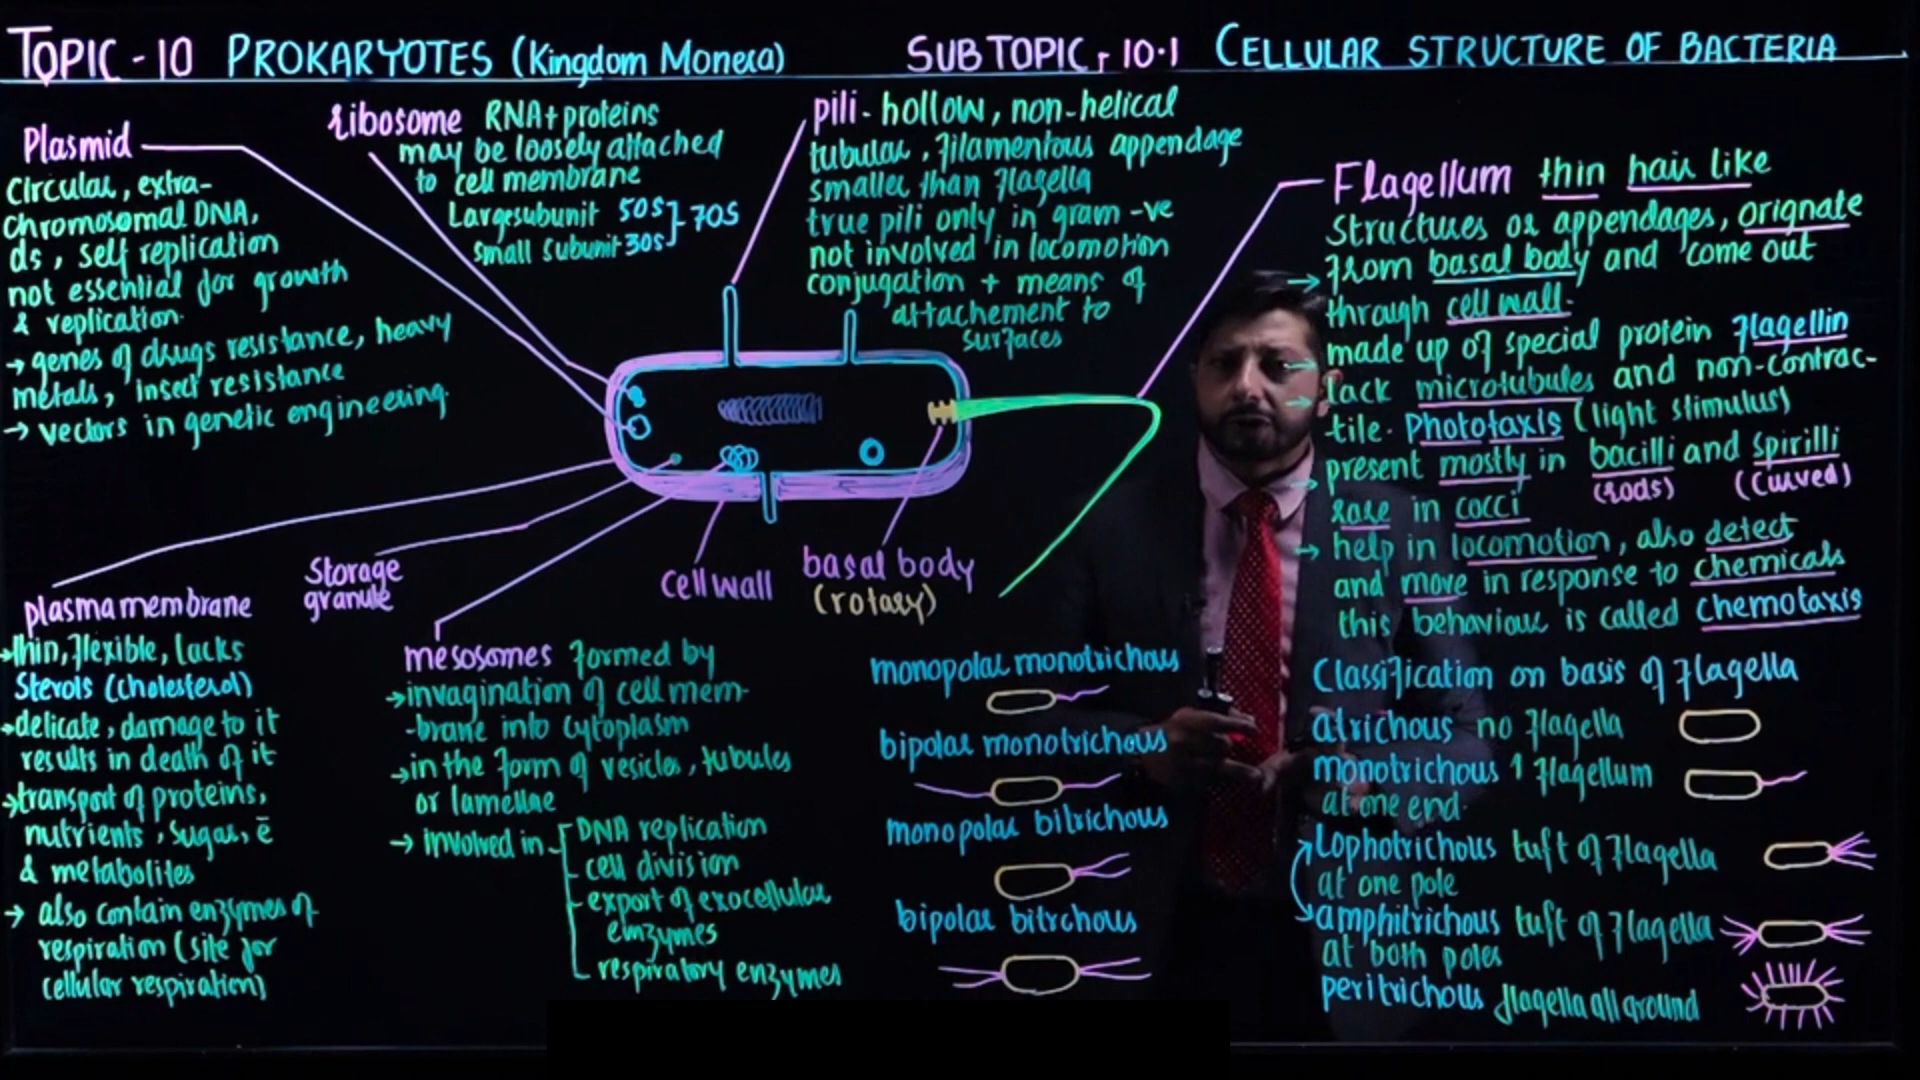 TOPIC - 10 PROKARYOTES (Kingdom Monera) SUB TOPIC, 10.1 CELLULAR STRUCTURE OF BACTERIA
Plasmid
Circular, extra-
Chromosomal DNA,
ds, self replication
not essential for growth
& replication.
→ genes of drugs resistance, heavy
metals, insect resistance
→ vectors in genetic engineering.
ribosome RNA+proteins
may be loosely attached
to cell membrane
Largesubunit 50S
small subunit 30S
70S
pili - hollow, non-helical
tubular, filamentous appendage
smaller than flagella
true pili only in gram -ve
not involved in locomotion
conjugation + means of
attachement to
surfaces
Flagellum thin hair like
Structures or appendages, orignate
→ from basal body and come out
through cell wall.
→ made up of special protein flagellin
→ lack microtubules and non-contrac-
tile. Phototaxis (light stimulus)
→ present mostly in bacilli and spirilli
(rods) (curved)
rare in cocci
→ help in locomotion, also detect
and move in response to chemicals
this behaviour is called chemotaxis
plasma membrane
→ thin, flexible, lacks
Sterols (cholesterol)
→ delicate, damage to it
results in death of it
→ transport of proteins,
nutrients, sugar, ē
& metabolites
→ also contain enzymes of
respiration (site for
cellular respiration)
Storage
granule
cell wall
basal body
(rotary)
mesosomes formed by
→ invagination of cell mem-
-brane into cytoplasm
→ in the form of vesicles, tubules
or lamellae
→ involved in
DNA replication
cell division
export of exocellular
emzymes
respiratory enzymes
monopolar monotrichous
bipolar monotrichous
monopolar bitrichous
bipolar bitrchous
Classification on basis of flagella
atrichous no flagella
monotrichous 1 flagellum
at one end.
Lophotrichous tuft of flagella
at one pole
amphitrichous tuft of flagella
at both poles
peritrichous flagella all around